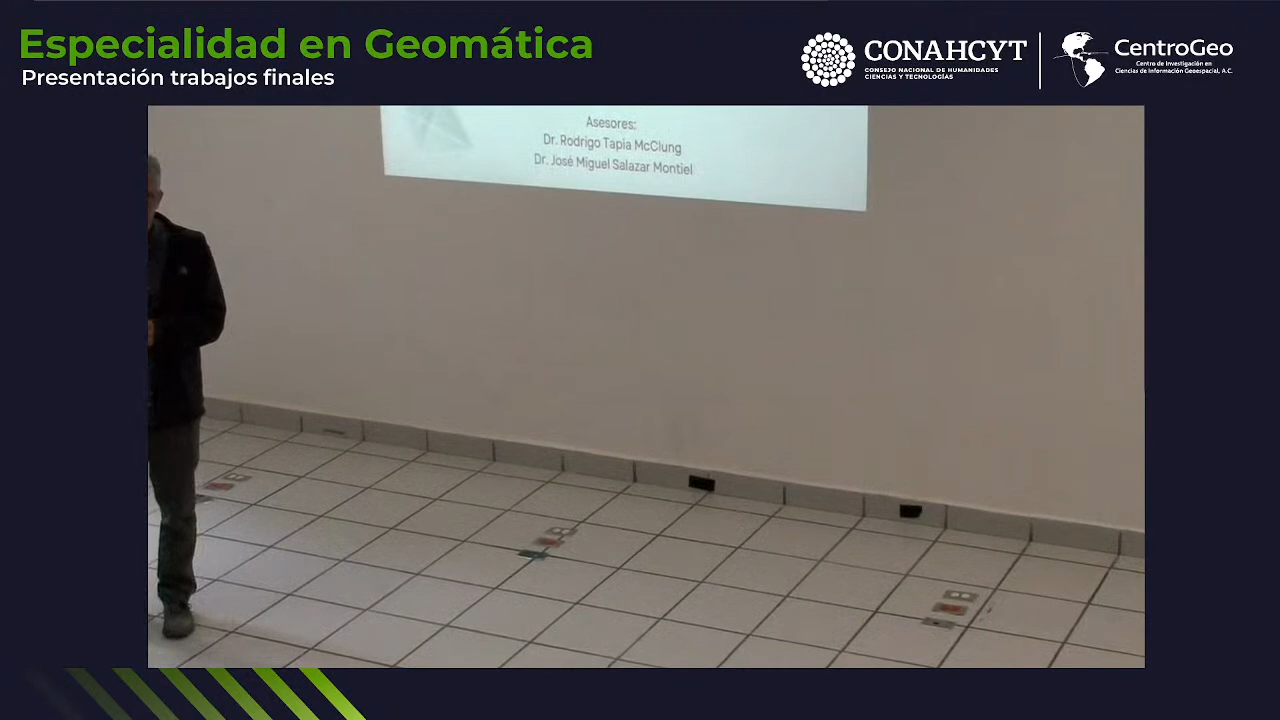 Especialidad en Geomática
Presentación trabajos finales
CONAHCYT
CONSEJO NACIONAL DE HUMANIDADES
CIENCIAS Y TECNOLOGÍAS
CentroGeo
Centro de Investigación en
Ciencias de Información Geoespacial, A.C.
Asesores:
Dr. Rodrigo Tapia McClung
Dr. José Miguel Salazar Montiel